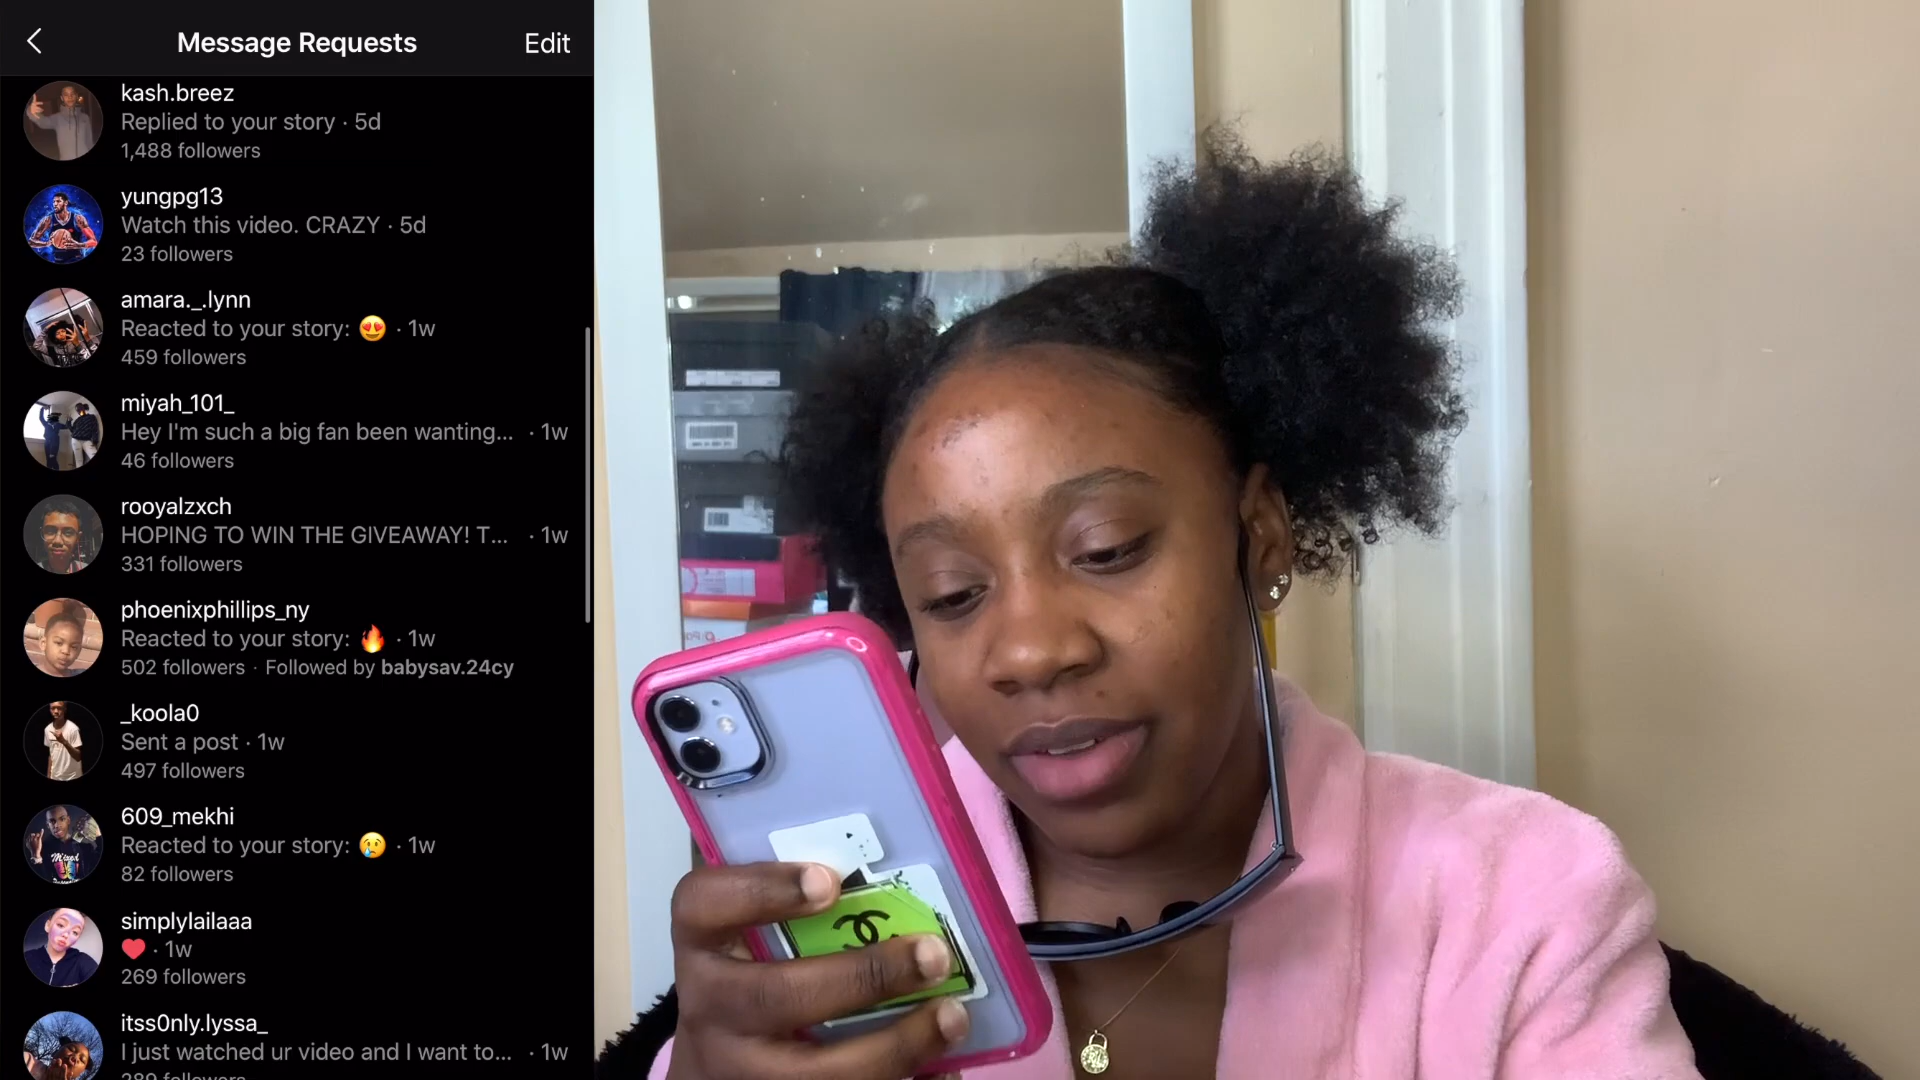 Message Requests
Edit
kash.breez
Replied to your story · 5d
1,488 followers
yungpg13
Watch this video. CRAZY · 5d
23 followers
amara._.lynn
Reacted to your story: 😍 · 1w
459 followers
miyah_101_
Hey I'm such a big fan been wanting... · 1w
46 followers
rooyalzxch
HOPING TO WIN THE GIVEAWAY! T... · 1w
331 followers
phoenixphillips_ny
Reacted to your story: 🔥 · 1w
502 followers · Followed by babysav.24cy
_koola0
Sent a post · 1w
497 followers
609_mekhi
Reacted to your story: 😢 · 1w
82 followers
simplylailaaa
❤️ · 1w
269 followers
itss0nly.lyssa_
I just watched ur video and I want to... · 1w
289 followers